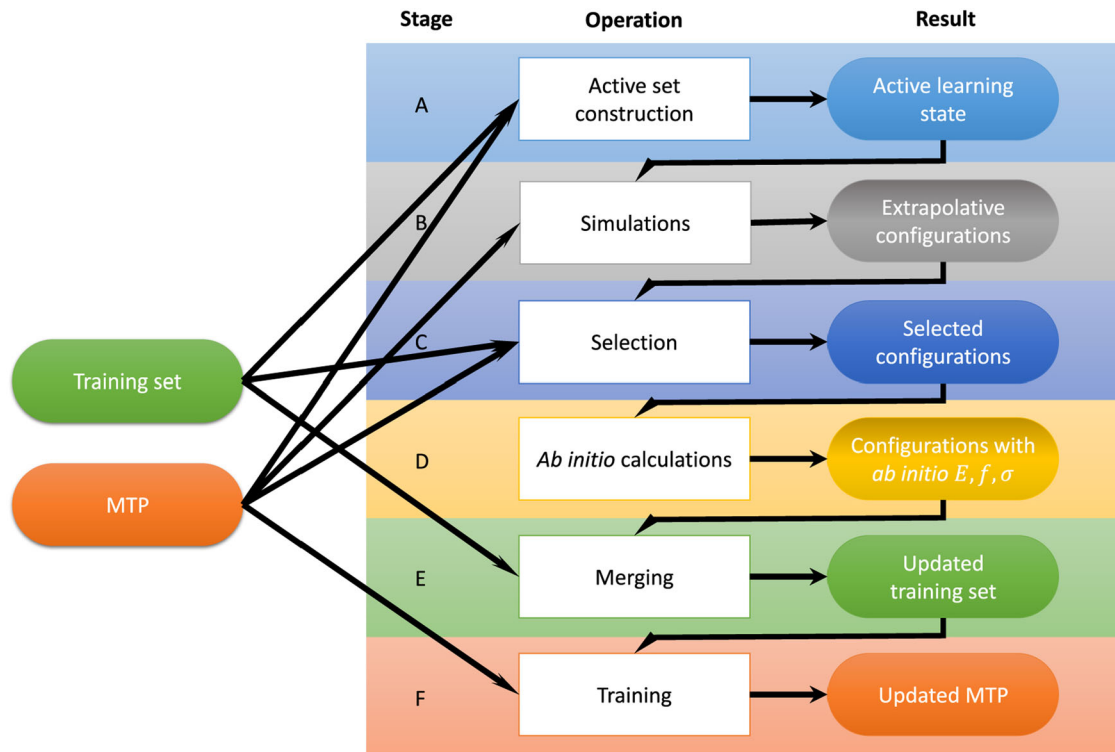 Stage Operation Result
A
Active set
construction
Active learning
state
B
Simulations
Extrapolative
configurations
Training set
C
Selection
Selected
configurations
MTP
D
Ab initio calculations
Configurations with
ab initio E, f, σ
E
Merging
Updated
training set
F
Training
Updated MTP